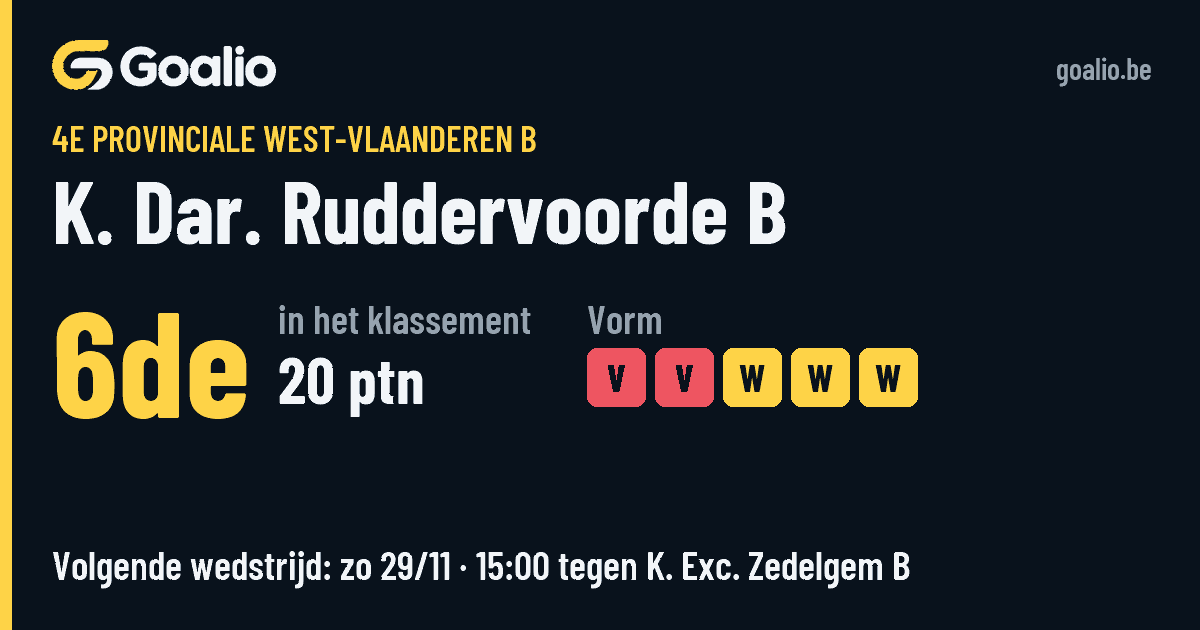 Goalio
goalio.be
4E PROVINCIALE WEST-VLAANDEREN B
K. Dar. Ruddervoorde B
6de
in het klassement
20 ptn
Vorm
V V W W W
Volgende wedstrijd: zo 29/11 · 15:00 tegen K. Exc. Zedelgem B